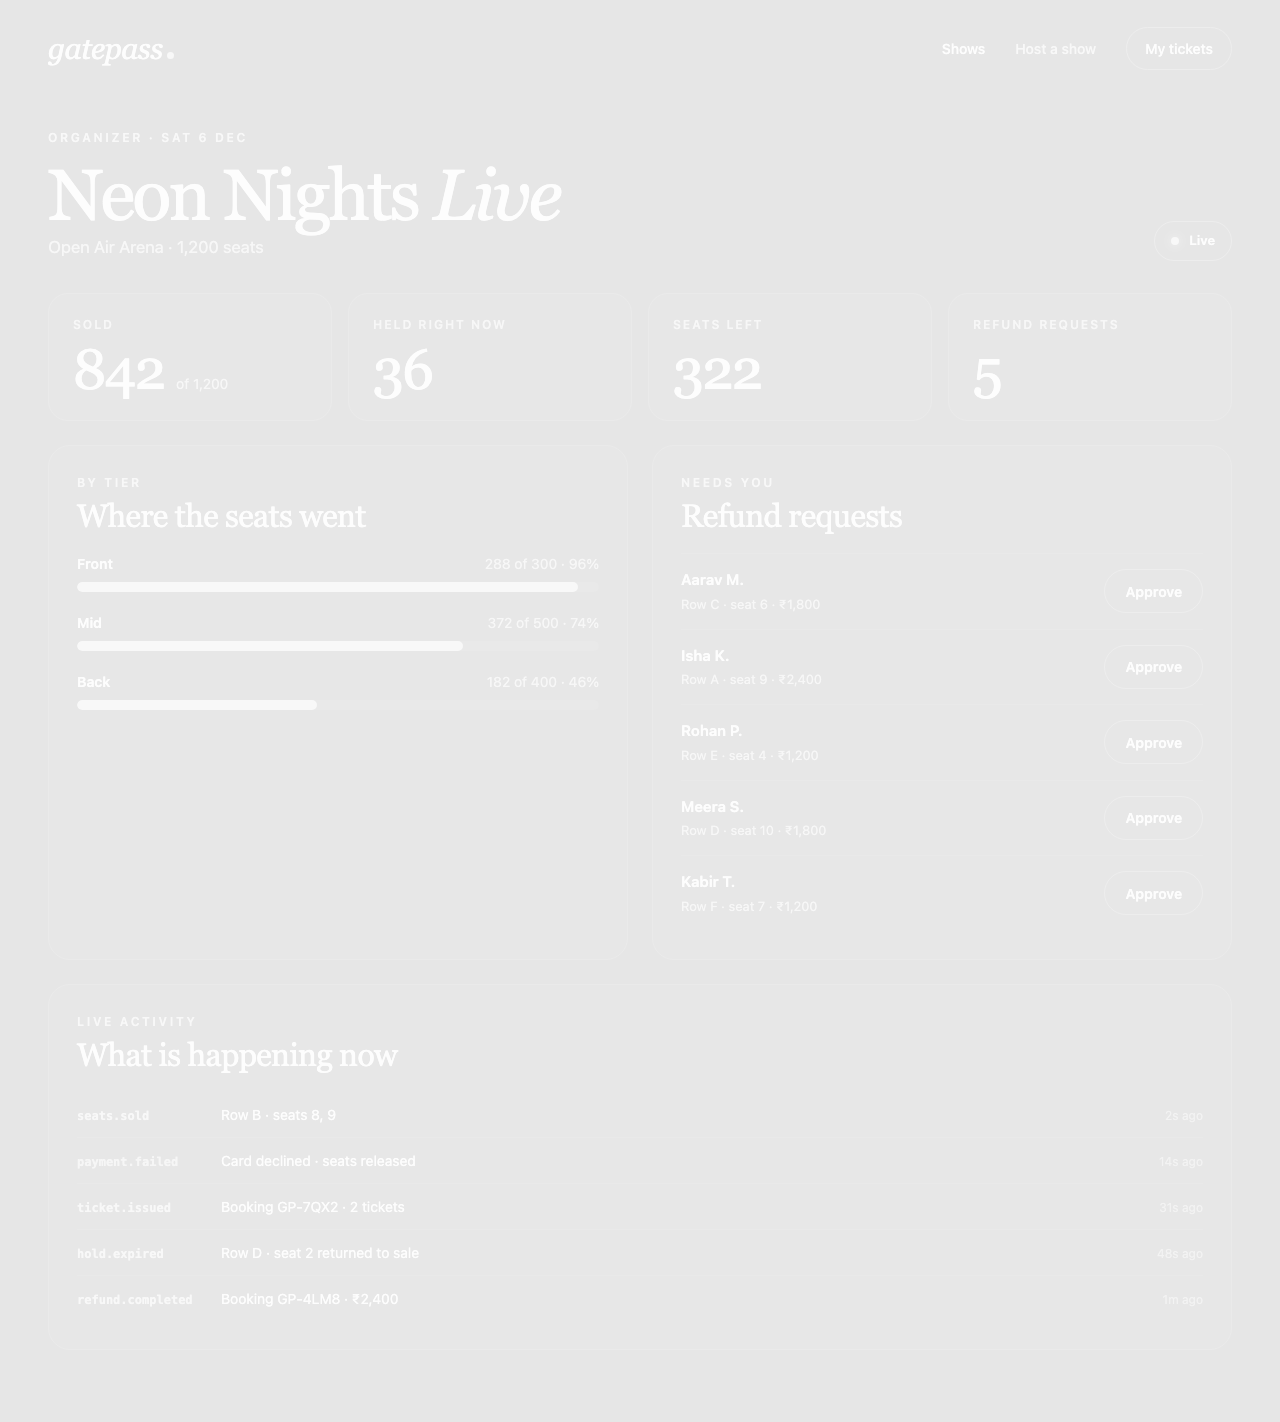 gatepass.
Shows
Host a show
My tickets
ORGANIZER · SAT 6 DEC
Neon Nights Live
Open Air Arena · 1,200 seats
Live
SOLD
842 of 1,200
HELD RIGHT NOW
36
SEATS LEFT
322
REFUND REQUESTS
5
BY TIER
Where the seats went
Front
288 of 300 · 96%
Mid
372 of 500 · 74%
Back
182 of 400 · 46%
NEEDS YOU
Refund requests
Aarav M.
Row C · seat 6 · ₹1,800
Approve
Isha K.
Row A · seat 9 · ₹2,400
Approve
Rohan P.
Row E · seat 4 · ₹1,200
Approve
Meera S.
Row D · seat 10 · ₹1,800
Approve
Kabir T.
Row F · seat 7 · ₹1,200
Approve
LIVE ACTIVITY
What is happening now
seats.sold Row B · seats 8, 9 2s ago
payment.failed Card declined · seats released 14s ago
ticket.issued Booking GP-7QX2 · 2 tickets 31s ago
hold.expired Row D · seat 2 returned to sale 48s ago
refund.completed Booking GP-4LM8 · ₹2,400 1m ago